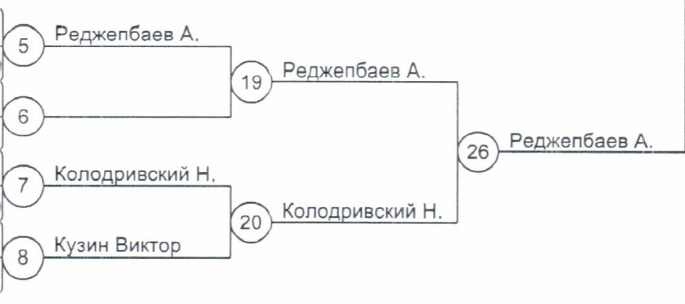 5 Реджепбаев А.
19 Реджепбаев А.
6
26 Реджепбаев А.
7 Колодривский Н.
20 Колодривский Н.
8 Кузин Виктор